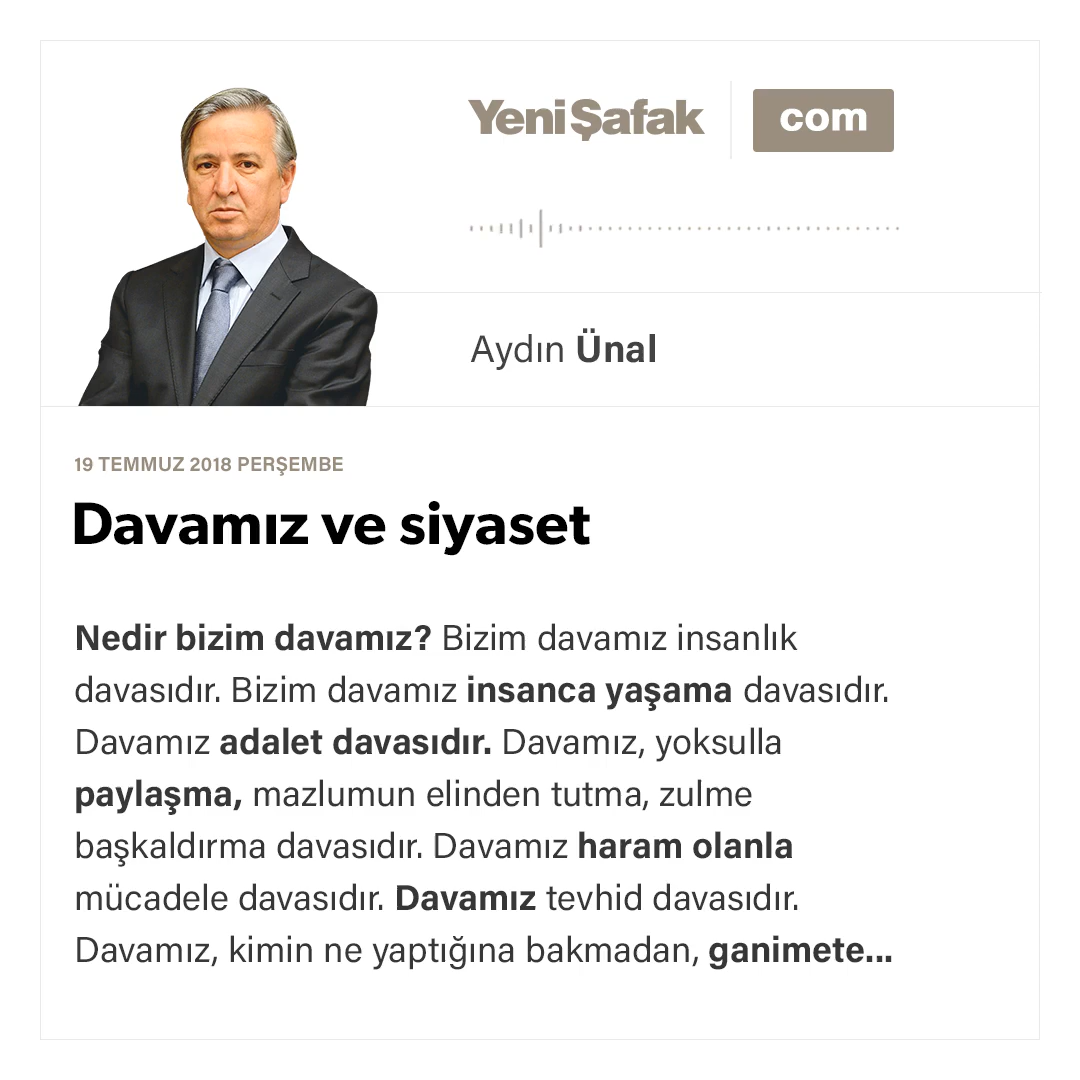 YeniŞafak com
Aydın Ünal
19 TEMMUZ 2018 PERŞEMBE
Davamız ve siyaset
Nedir bizim davamız? Bizim davamız insanlık
davasıdır. Bizim davamız insanca yaşama davasıdır.
Davamız adalet davasıdır. Davamız, yoksulla
paylaşma, mazlumun elinden tutma, zulme
başkaldırma davasıdır. Davamız haram olanla
mücadele davasıdır. Davamız tevhid davasıdır.
Davamız, kimin ne yaptığına bakmadan, ganimete...